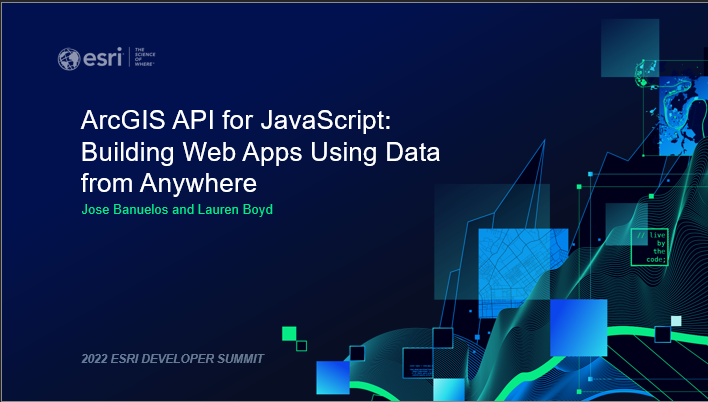 esri
THE
SCIENCE
OF
WHERE
ArcGIS API for JavaScript:
Building Web Apps Using Data
from Anywhere
Jose Banuelos and Lauren Boyd
// live
by
the
code;
2022 ESRI DEVELOPER SUMMIT